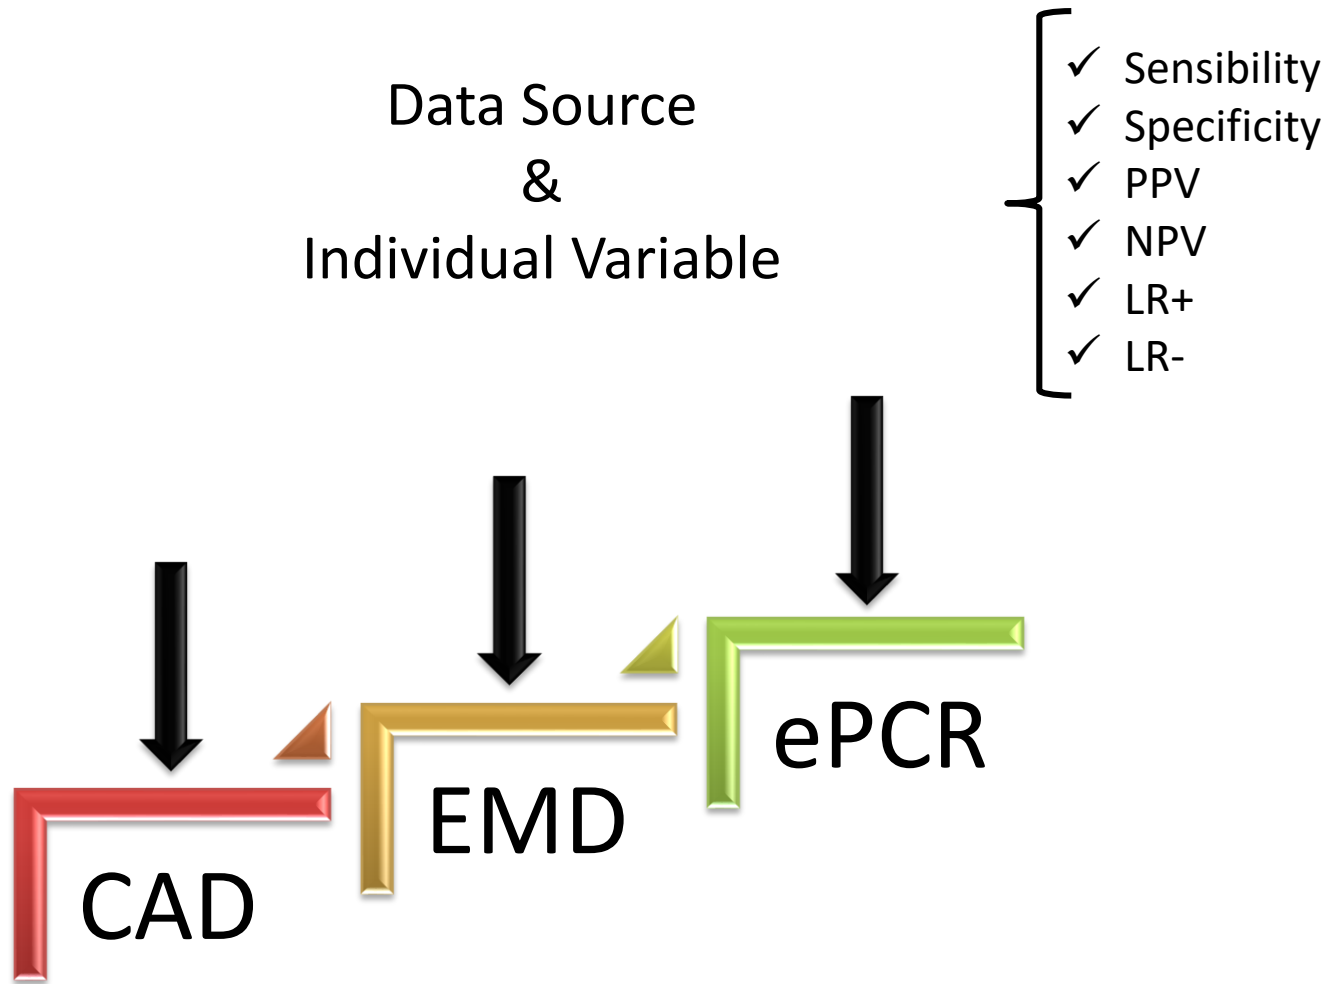 Data Source
&
Individual Variable
✓ Sensibility
✓ Specificity
✓ PPV
✓ NPV
✓ LR+
✓ LR-
ePCR
EMD
CAD